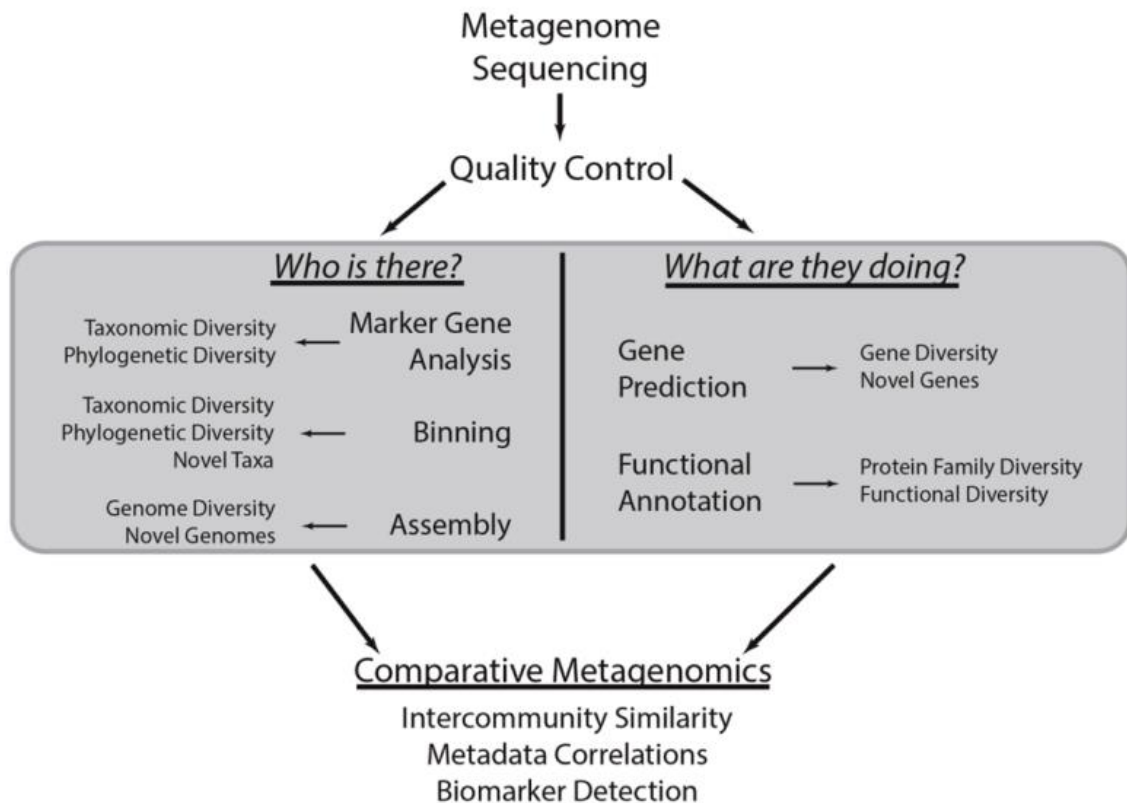 Metagenome
Sequencing
Quality Control
Who is there?
Taxonomic Diversity
Phylogenetic Diversity
Marker Gene
Analysis
Taxonomic Diversity
Phylogenetic Diversity
Novel Taxa
Binning
Genome Diversity
Novel Genomes
Assembly
What are they doing?
Gene
Prediction
Gene Diversity
Novel Genes
Functional
Annotation
Protein Family Diversity
Functional Diversity
Comparative Metagenomics
Intercommunity Similarity
Metadata Correlations
Biomarker Detection